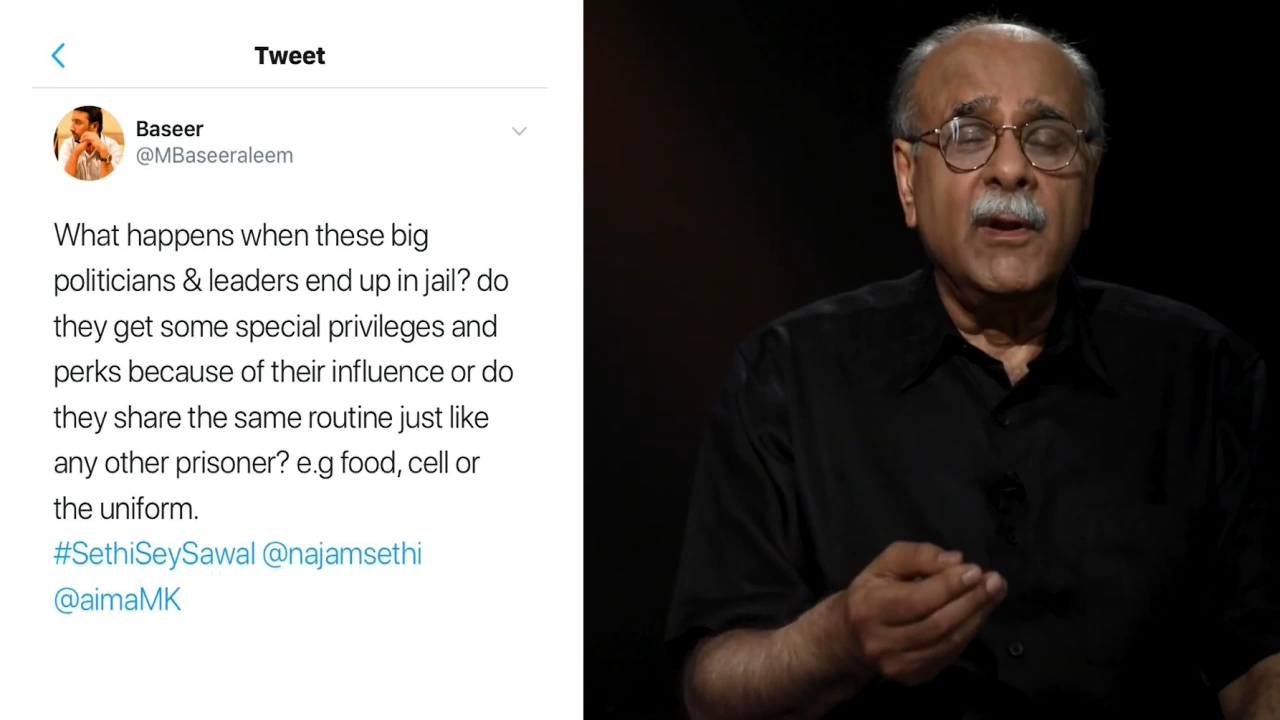 Tweet
Baseer
@MBaseeraleem
What happens when these big
politicians & leaders end up in jail? do
they get some special privileges and
perks because of their influence or do
they share the same routine just like
any other prisoner? e.g food, cell or
the uniform.
#SethiSeySawal @najamsethi
@aimaMK